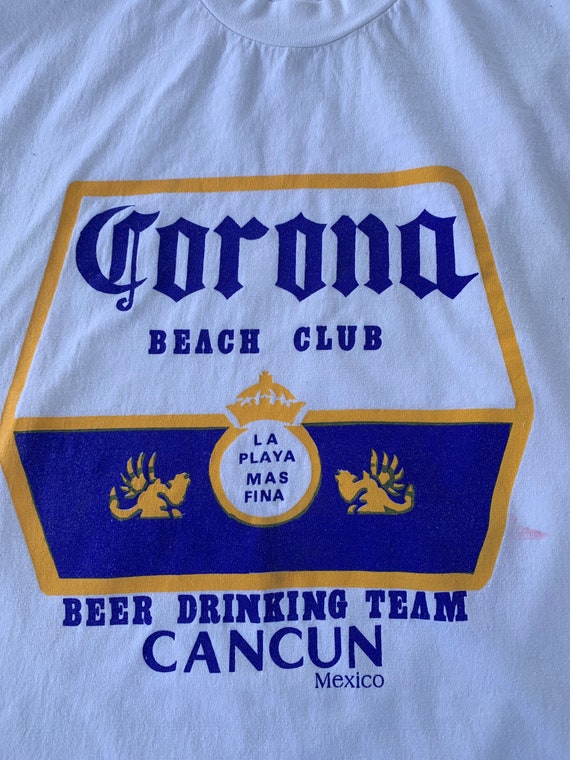 Corona
BEACH CLUB
LA
PLAYA
MAS
FINA
BEER DRINKING TEAM
CANCUN
Mexico